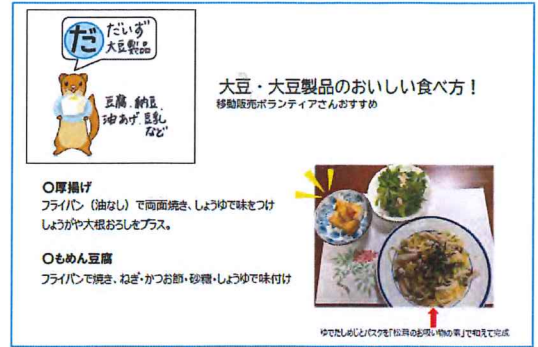 だ
だいず
大豆製品
豆腐、納豆、
油あげ、豆乳
など
大豆・大豆製品のおいしい食べ方！
移動販売ボランティアさんおすすめ
〇厚揚げ
フライパン（油なし）で両面焼き、しょうゆで味をつけ
しょうがや大根おろしをプラス。
〇もめん豆腐
フライパンで焼き、ねぎ・かつお節・砂糖・しょうゆで味付け
ゆでたしめじとパスタを「松茸のお吸い物の素」で和えて完成